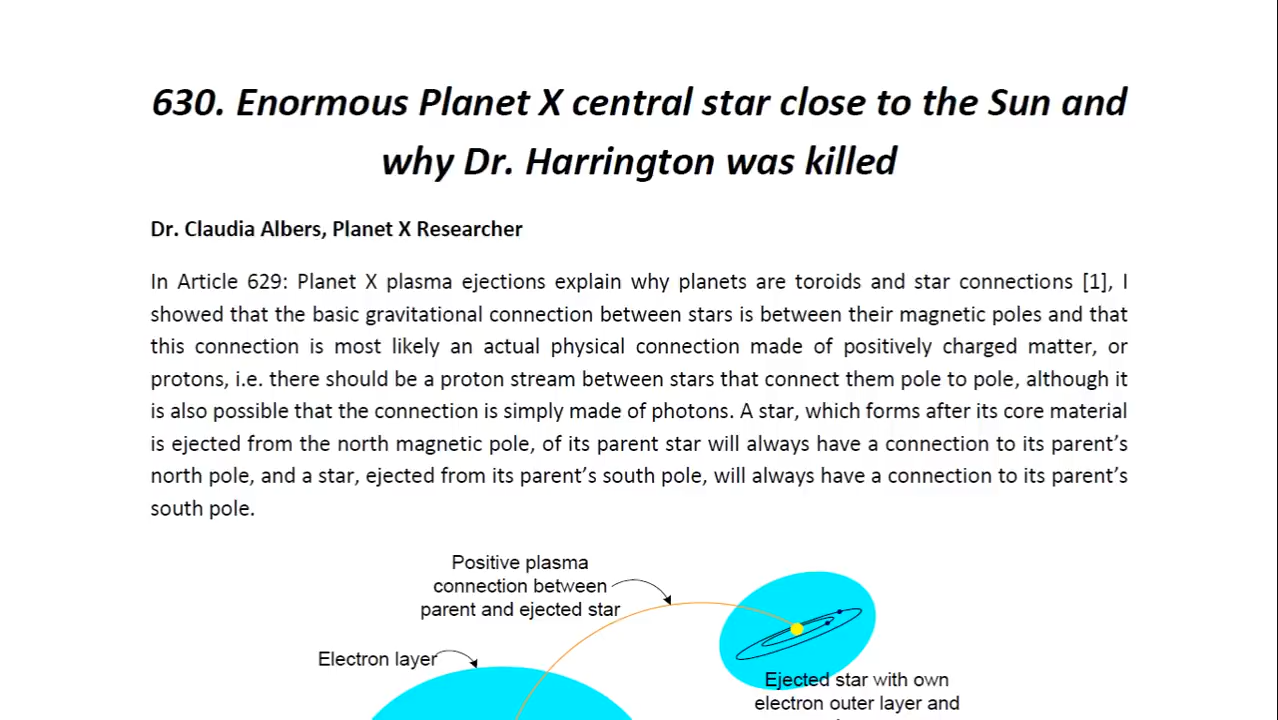 630. Enormous Planet X central star close to the Sun and
why Dr. Harrington was killed
Dr. Claudia Albers, Planet X Researcher
In Article 629: Planet X plasma ejections explain why planets are toroids and star connections [1], I
showed that the basic gravitational connection between stars is between their magnetic poles and that
this connection is most likely an actual physical connection made of positively charged matter, or
protons, i.e. there should be a proton stream between stars that connect them pole to pole, although it
is also possible that the connection is simply made of photons. A star, which forms after its core material
is ejected from the north magnetic pole, of its parent star will always have a connection to its parent’s
north pole, and a star, ejected from its parent’s south pole, will always have a connection to its parent’s
south pole.
Positive plasma
connection between
parent and ejected star
Electron layer
Ejected star with own
electron outer layer and